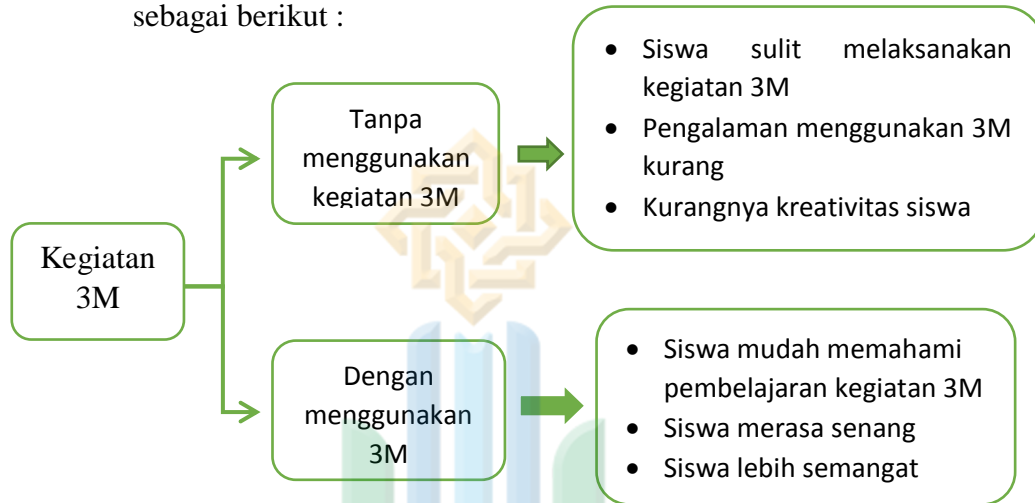 sebagai berikut :
Kegiatan
3M
Tanpa
menggunakan
kegiatan 3M
• Siswa sulit melaksanakan
kegiatan 3M
• Pengalaman menggunakan 3M
kurang
• Kurangnya kreativitas siswa
Dengan
menggunakan
3M
• Siswa mudah memahami
pembelajaran kegiatan 3M
• Siswa merasa senang
• Siswa lebih semangat